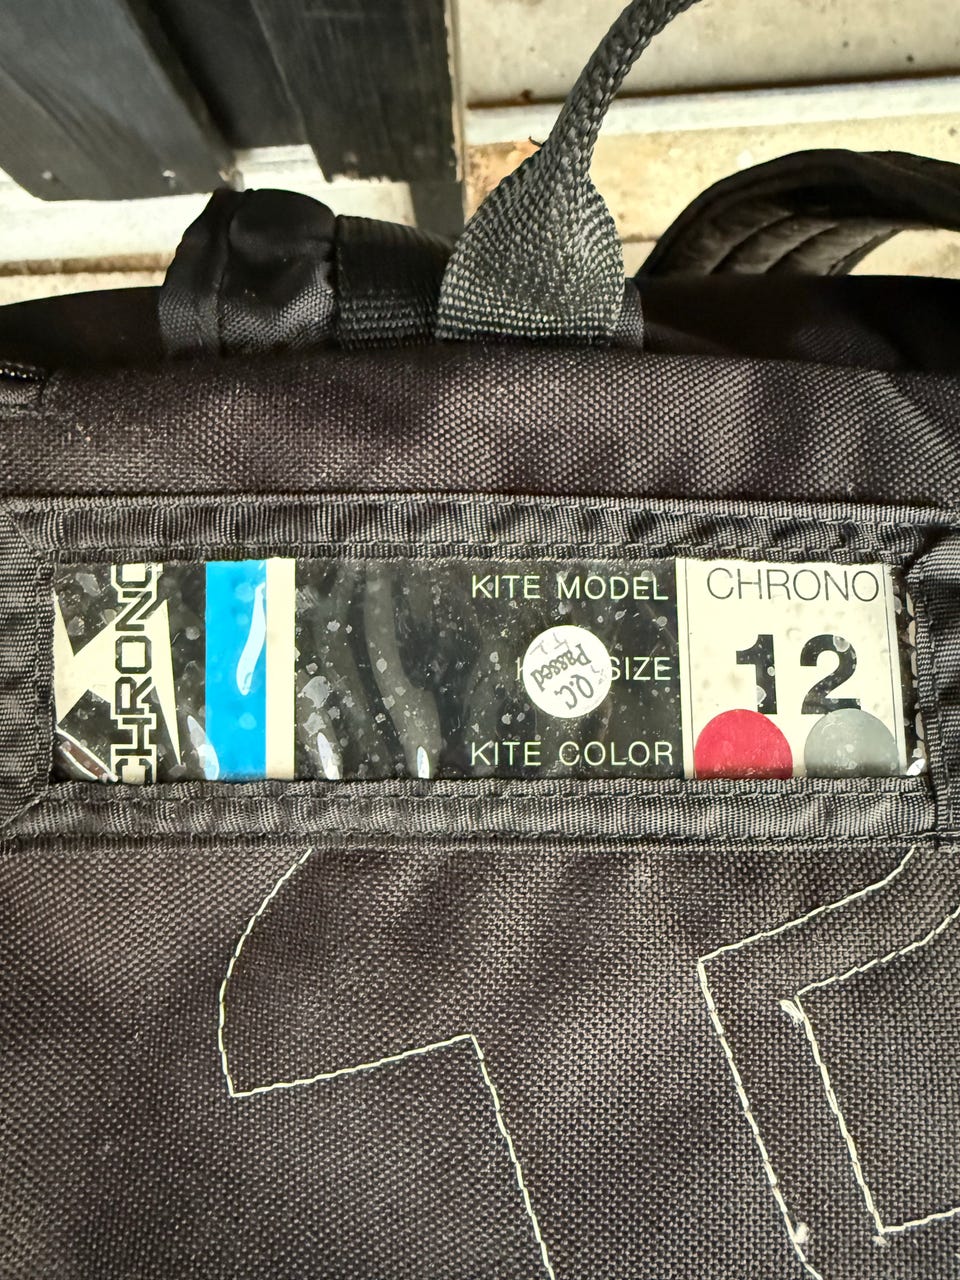 CHRONO
KITE MODEL CHRONO
SIZE 12
Q.C.
Passed
KITE COLOR